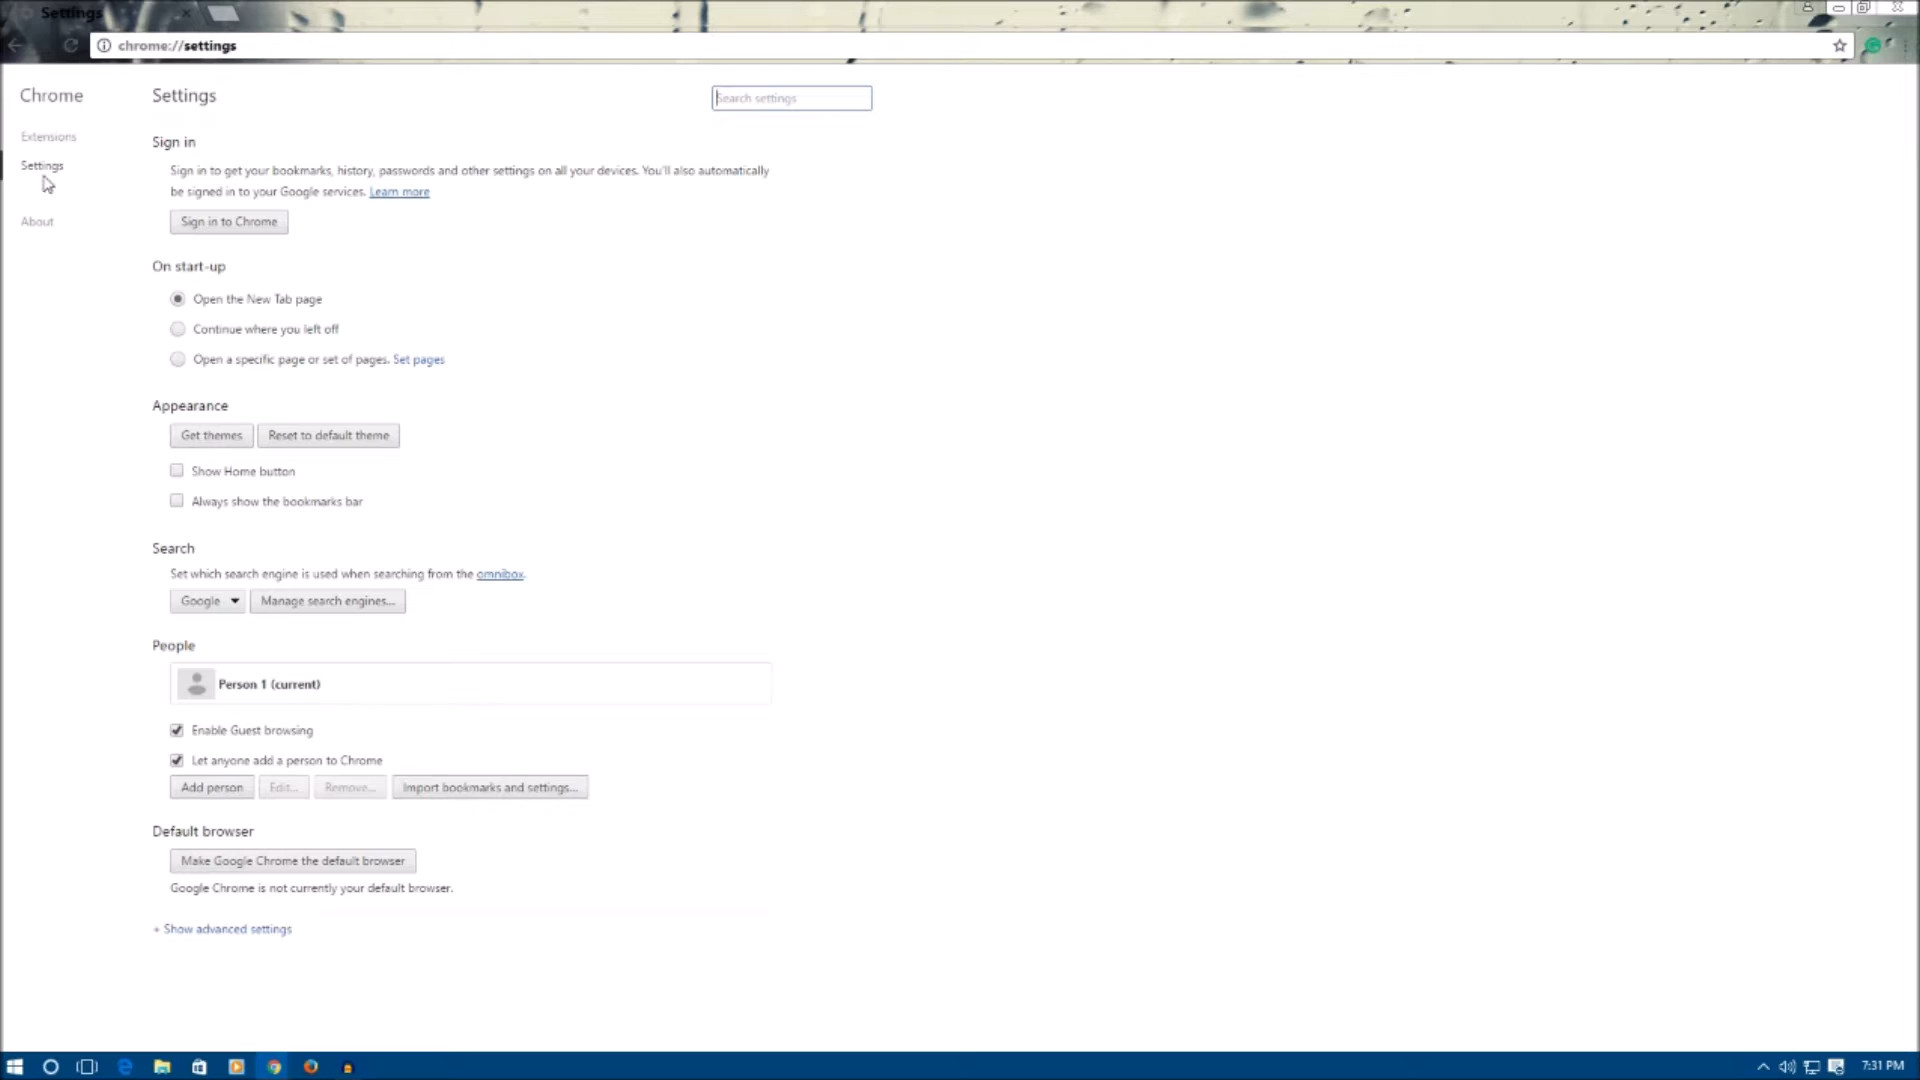 Settings
chrome://settings
Chrome
Settings
Search settings
Extensions
Sign in
Settings
Sign in to get your bookmarks, history, passwords and other settings on all your devices. You'll also automatically
be signed in to your Google services. Learn more
About
Sign in to Chrome
On start-up
Open the New Tab page
Continue where you left off
Open a specific page or set of pages. Set pages
Appearance
Get themes Reset to default theme
Show Home button
Always show the bookmarks bar
Search
Set which search engine is used when searching from the omnibox.
Google Manage search engines...
People
Person 1 (current)
Enable Guest browsing
Let anyone add a person to Chrome
Add person Edit... Remove... Import bookmarks and settings...
Default browser
Make Google Chrome the default browser
Google Chrome is not currently your default browser.
+ Show advanced settings
7:31 PM